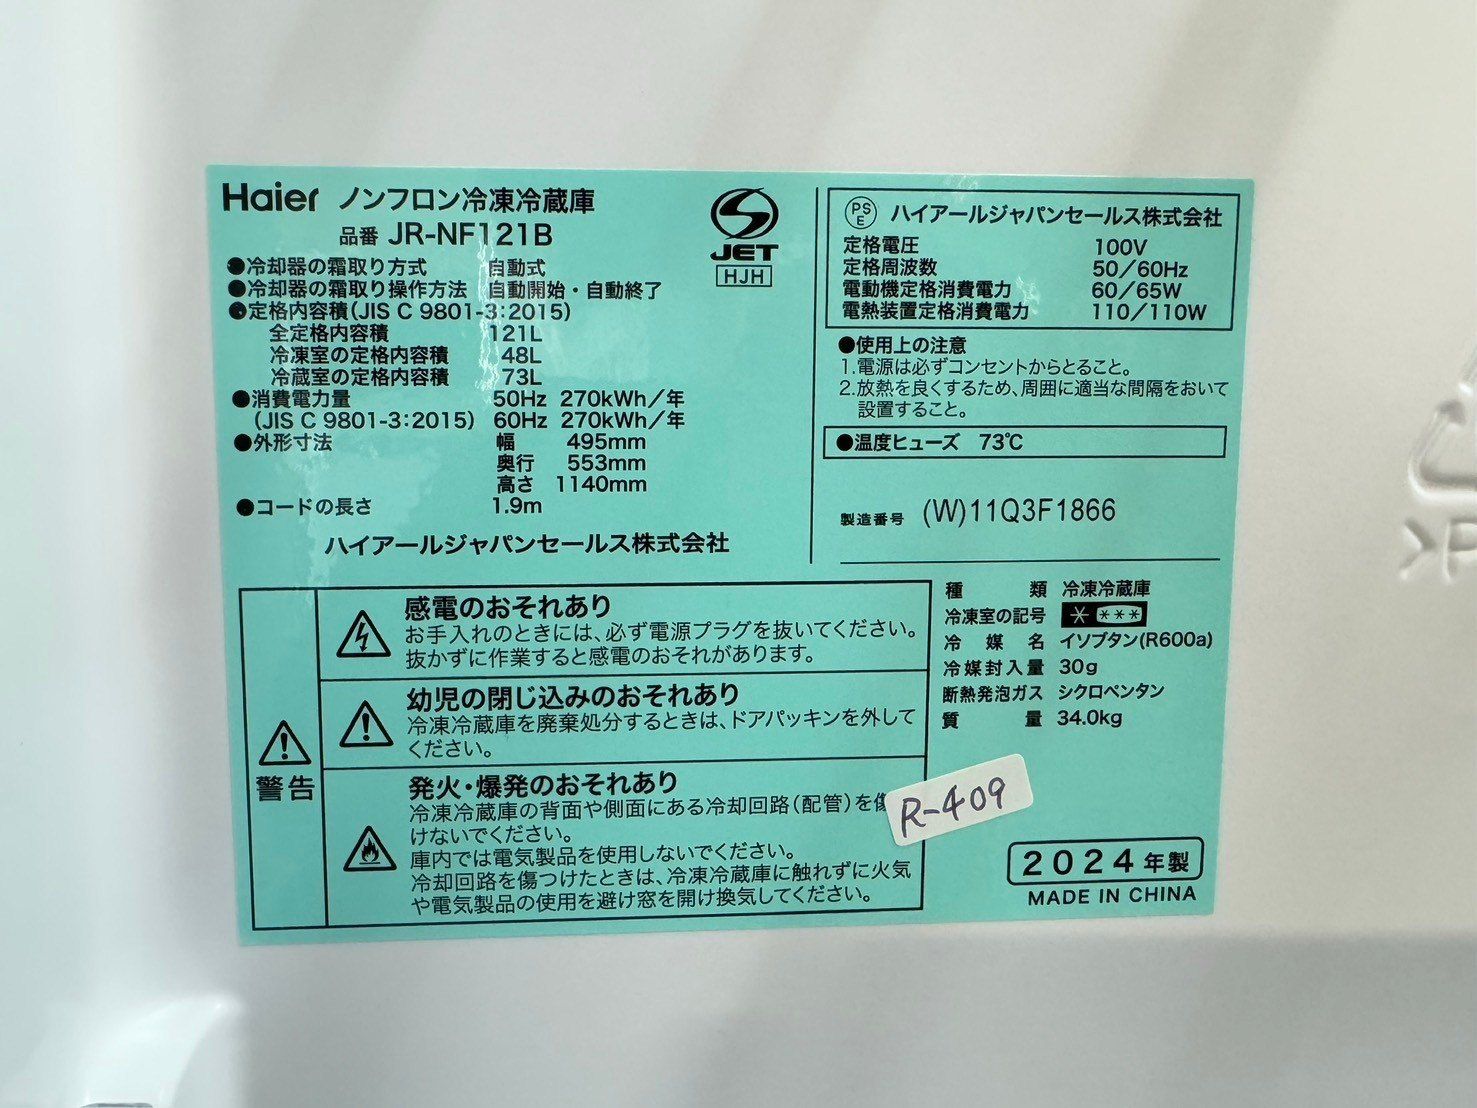 Haier ノンフロン冷凍冷蔵庫
品番 JR-NF121B
●冷却器の霜取り方式 自動式
●冷却器の霜取り操作方法 自動開始・自動終了
●定格内容積(JIS C 9801-3:2015)
全定格内容積 121L
冷凍室の定格内容積 48L
冷蔵室の定格内容積 73L
●消費電力量 50Hz 270kWh/年
(JIS C 9801-3:2015) 60Hz 270kWh/年
●外形寸法 幅 495mm
奥行 553mm
高さ 1140mm
●コードの長さ 1.9m
ハイアールジャパンセールス株式会社
JET
HJH
PSE ハイアールジャパンセールス株式会社
定格電圧 100V
定格周波数 50/60Hz
電動機定格消費電力 60/65W
電熱装置定格消費電力 110/110W
●使用上の注意
1.電源は必ずコンセントからとること。
2.放熱を良くするため、周囲に適当な間隔をおいて
設置すること。
●温度ヒューズ 73℃
製造番号 (W)11Q3F1866
警告
感電のおそれあり
お手入れのときには、必ず電源プラグを抜いてください。
抜かずに作業すると感電のおそれがあります。
幼児の閉じ込みのおそれあり
冷凍冷蔵庫を廃棄処分するときは、ドアパッキンを外して
ください。
発火・爆発のおそれあり
冷凍冷蔵庫の背面や側面にある冷却回路(配管)を傷
けないでください。
庫内では電気製品を使用しないでください。
冷却回路を傷つけたときは、冷凍冷蔵庫に触れずに火気
や電気製品の使用を避け窓を開け換気してください。
種類 冷凍冷蔵庫
冷凍室の記号 * ***
冷媒名 イソブタン(R600a)
冷媒封入量 30g
断熱発泡ガス シクロペンタン
質量 34.0kg
R-409
2024年製
MADE IN CHINA